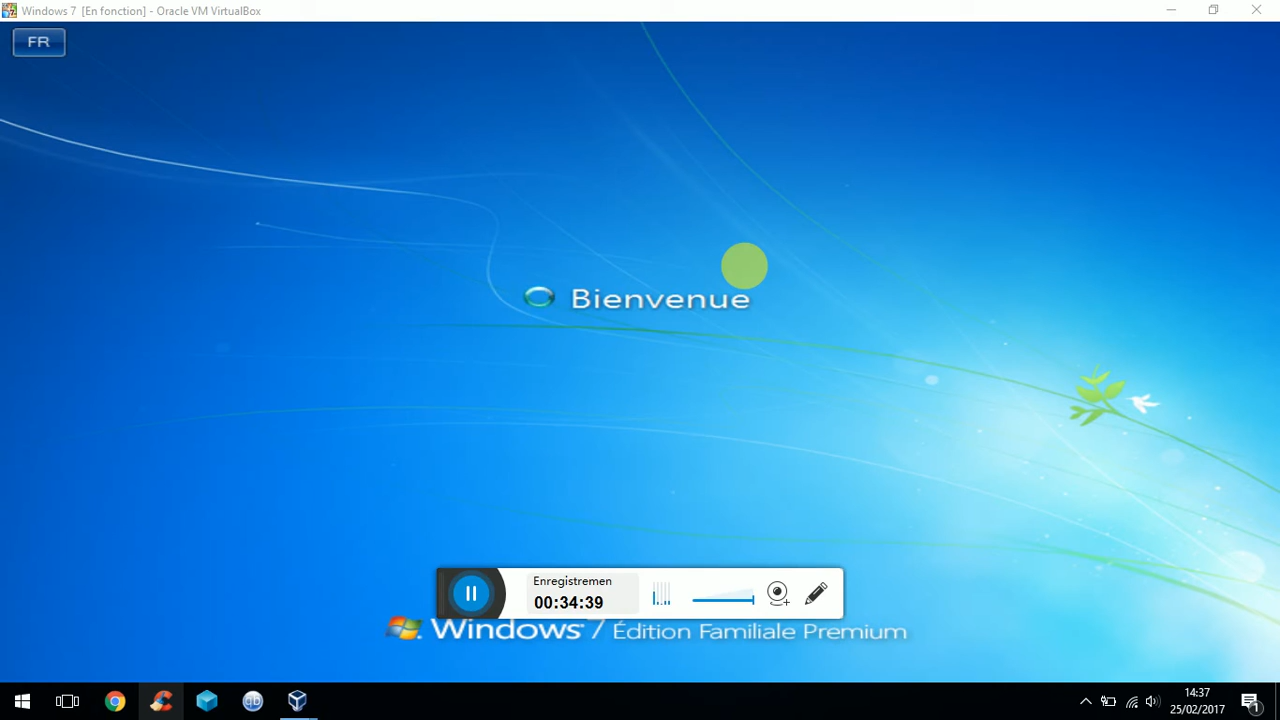 Windows 7 [En fonction] - Oracle VM VirtualBox
FR
Bienvenue
Enregistremen
00:34:39
Windows 7 Édition Familiale Premium
qb
14:37
25/02/2017
1